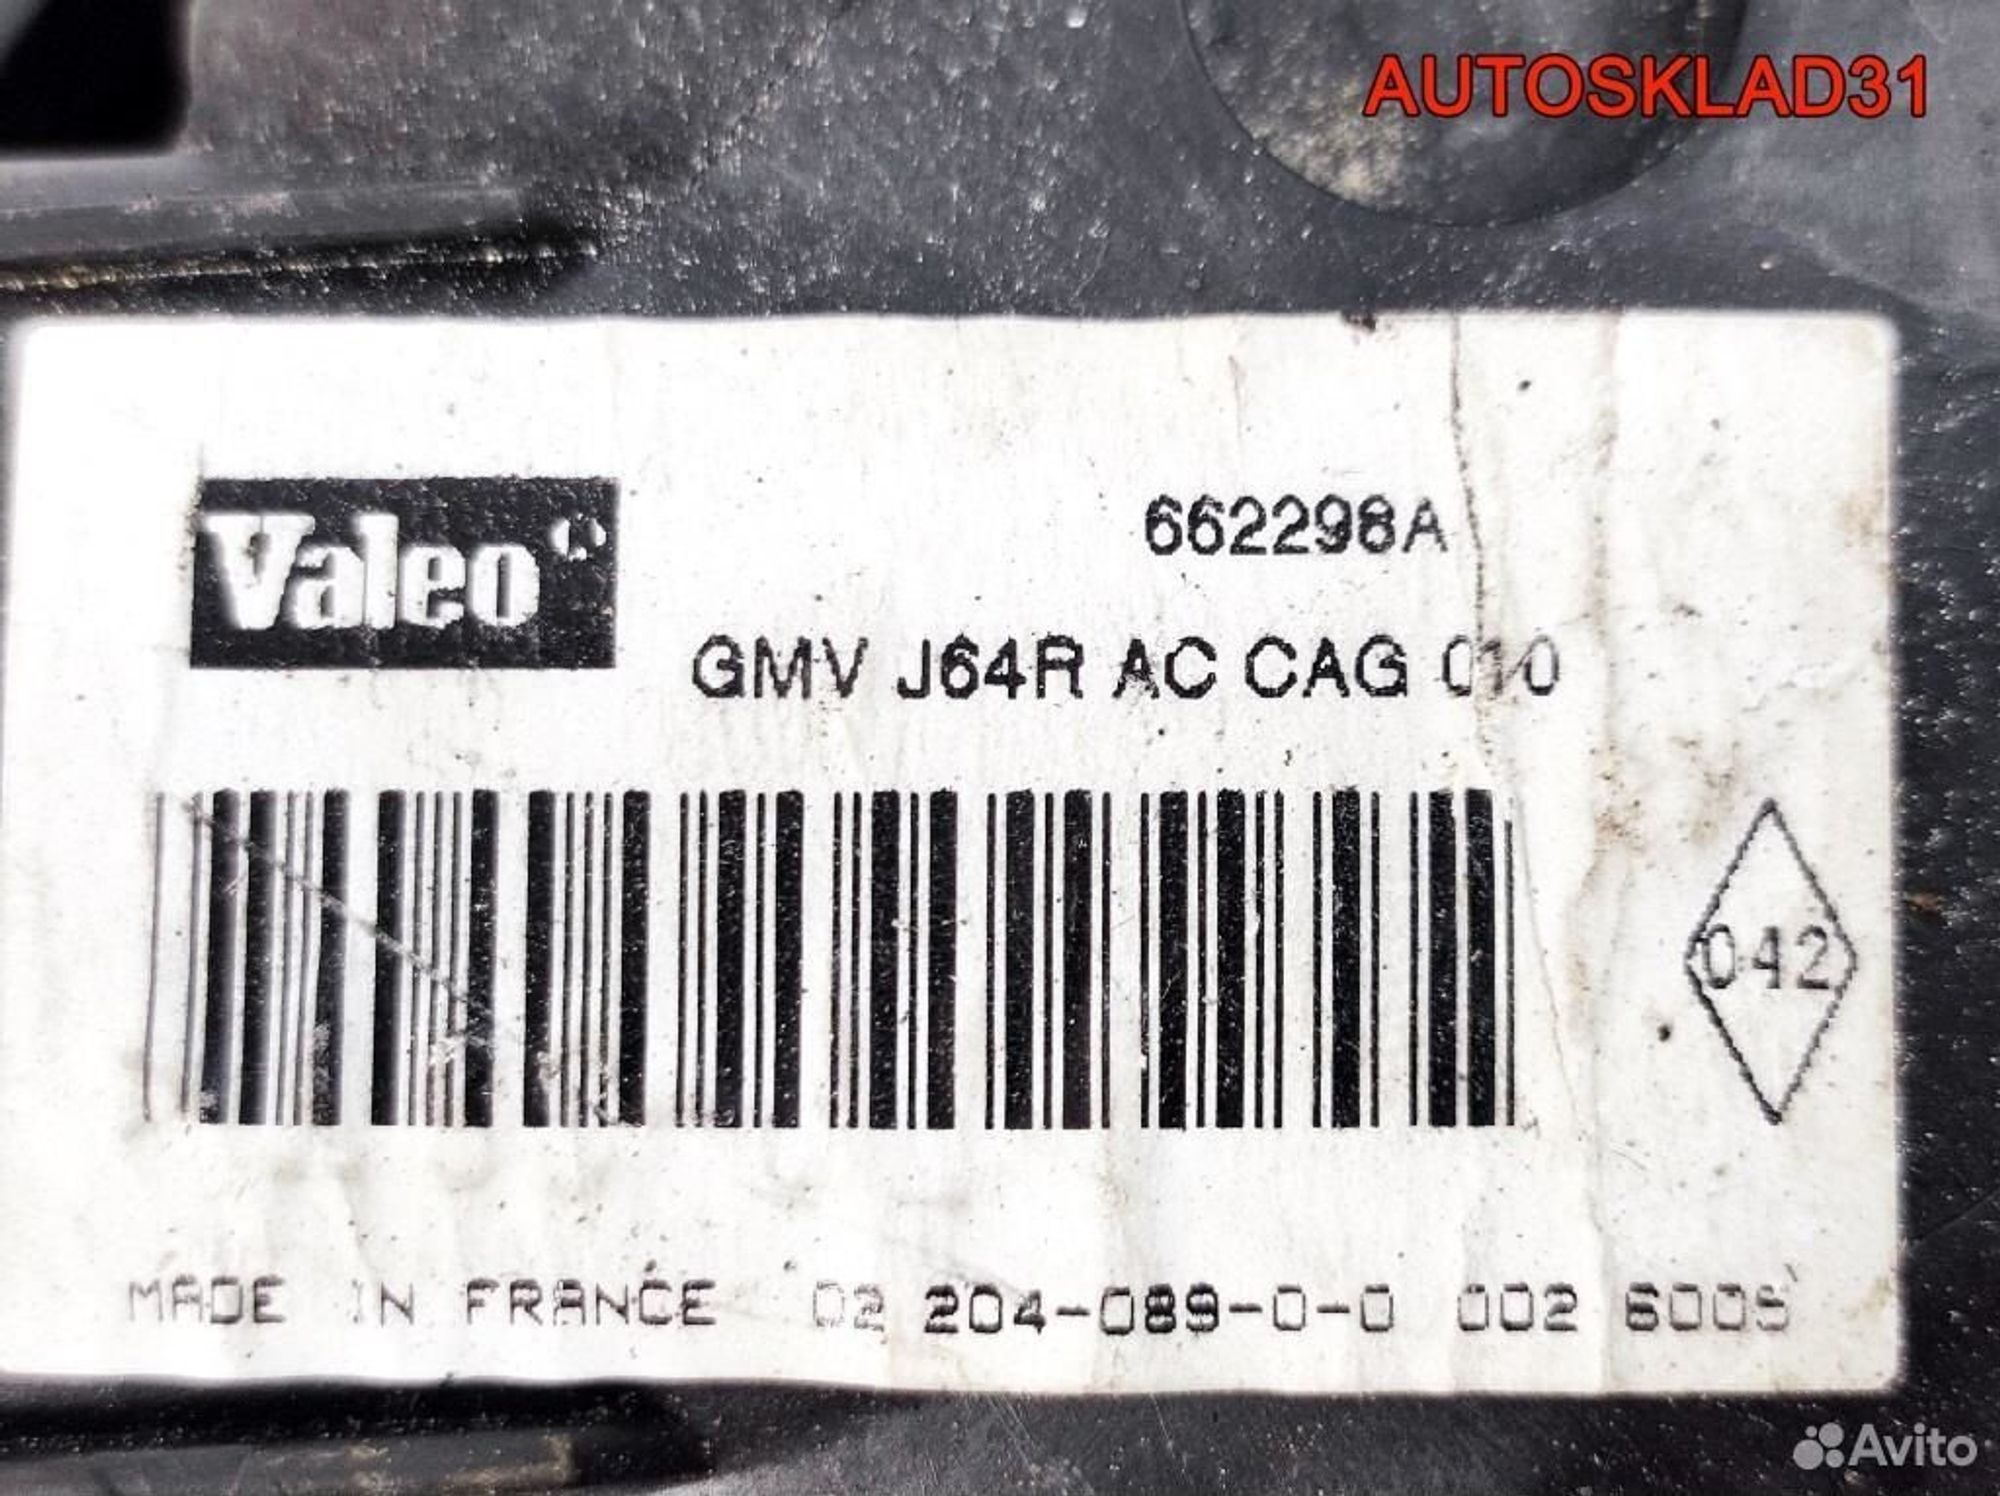 AUTOSKLAD31
Valeo
662298A
GMV J64R AC CAG 010
042
MADE IN FRANCE 02 204-089-0-0 002 6005
Avito